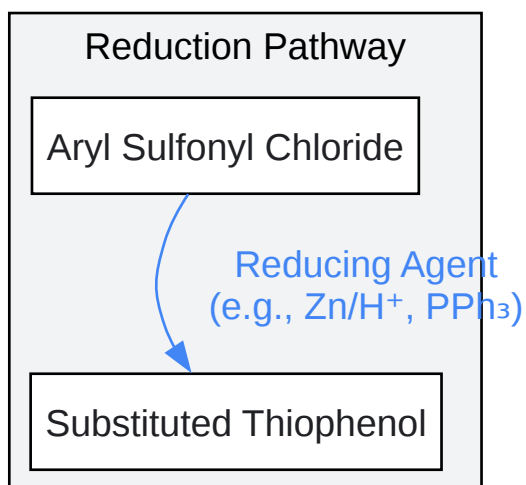 Reduction Pathway
Aryl Sulfonyl Chloride
Reducing Agent
(e.g., Zn/H⁺, PPh₃)
Substituted Thiophenol